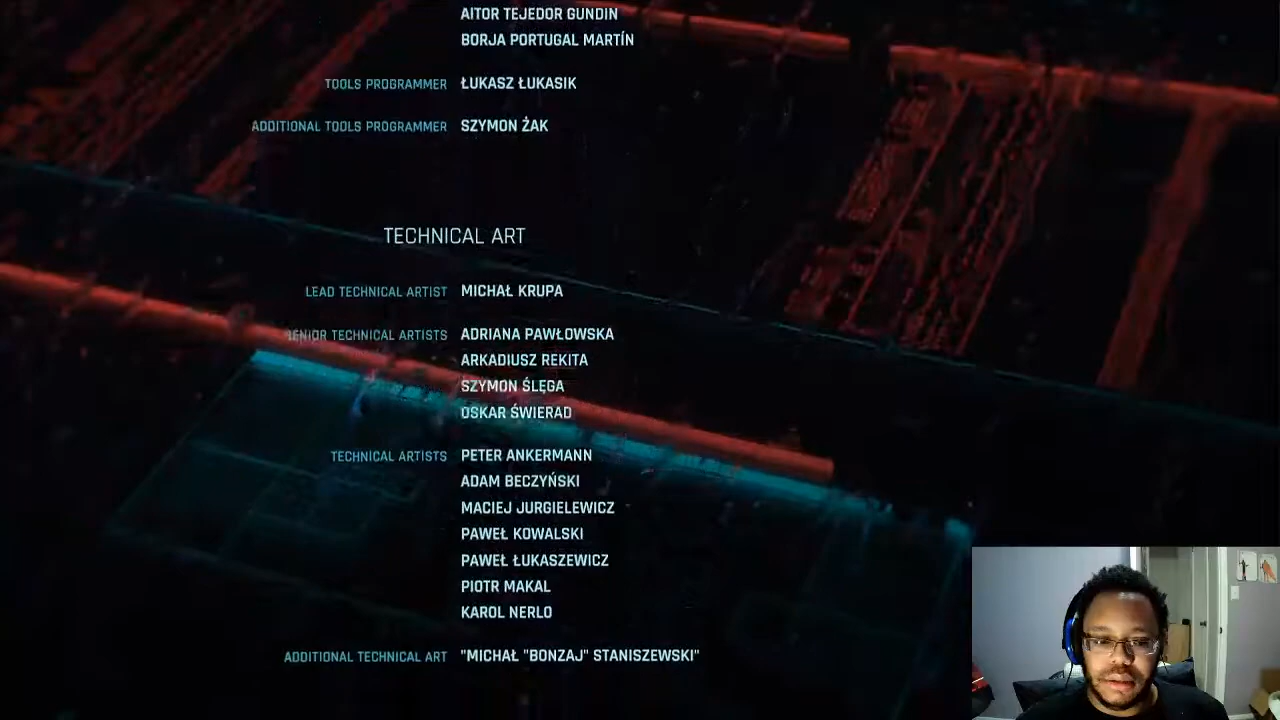 AITOR TEJEDOR GUNDIN
BORJA PORTUGAL MARTÍN
TOOLS PROGRAMMER ŁUKASZ ŁUKASIK
ADDITIONAL TOOLS PROGRAMMER SZYMON ŻAK
TECHNICAL ART
LEAD TECHNICAL ARTIST MICHAŁ KRUPA
SENIOR TECHNICAL ARTISTS ADRIANA PAWŁOWSKA
ARKADIUSZ REKITA
SZYMON ŚLĘGA
OSKAR ŚWIERAD
TECHNICAL ARTISTS PETER ANKERMANN
ADAM BECZYŃSKI
MACIEJ JURGIELEWICZ
PAWEŁ KOWALSKI
PAWEŁ ŁUKASZEWICZ
PIOTR MAKAL
KAROL NERLO
ADDITIONAL TECHNICAL ART "MICHAŁ "BONZAJ" STANISZEWSKI"